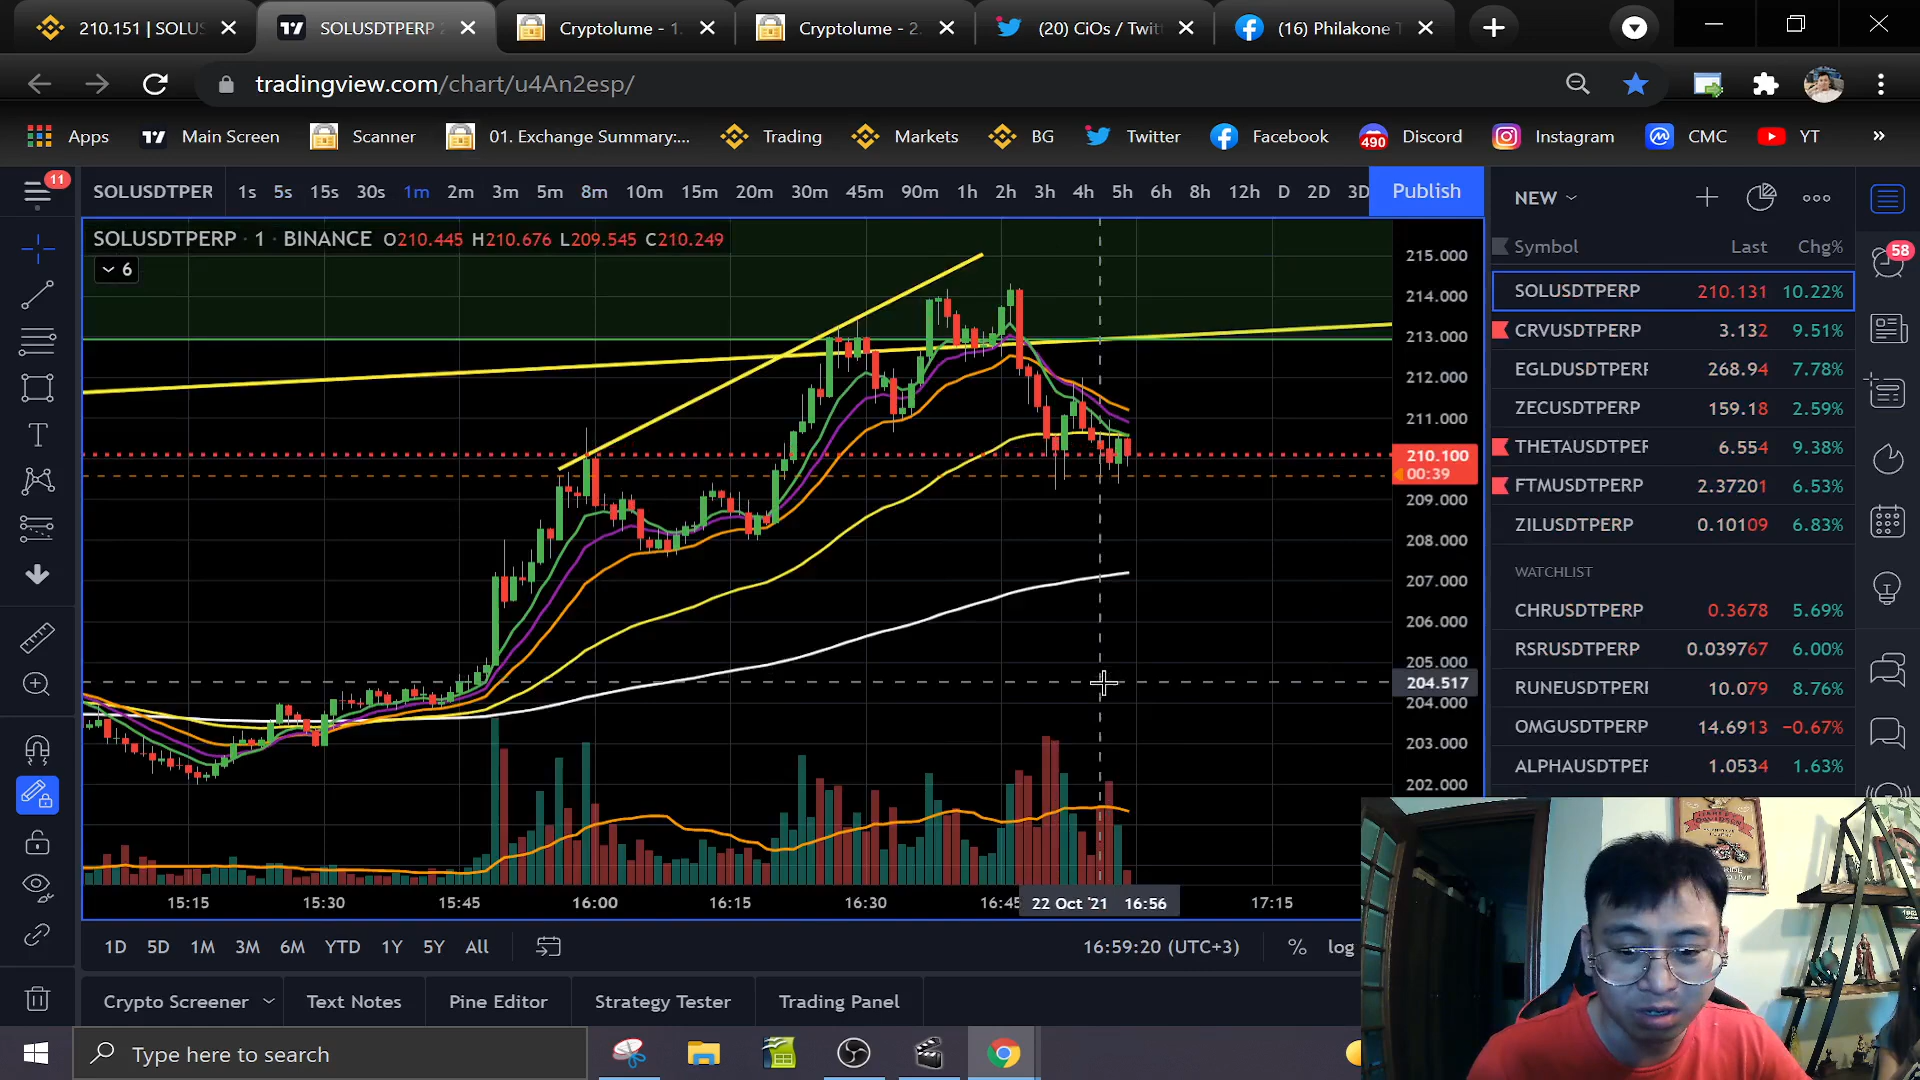 210.151 | SOLUS
SOLUSDTPERP 2
Cryptolume - 1.
Cryptolume - 2.
(20) CiOs / Twitt
(16) Philakone T
tradingview.com/chart/u4An2esp/
Apps
Main Screen
Scanner
01. Exchange Summary:...
Trading
Markets
BG
Twitter
Facebook
490
Discord
Instagram
CMC
YT
»
11
SOLUSDTPER
1s 5s 15s 30s 1m 2m 3m 5m 8m 10m 15m 20m 30m 45m 90m 1h 2h 3h 4h 5h 6h 8h 12h D 2D 3D
Publish
SOLUSDTPERP · 1 · BINANCE O210.445 H210.676 L209.545 C210.249
6
215.000
214.000
213.000
212.000
211.000
210.100
00:39
209.000
208.000
207.000
206.000
205.000
204.517
204.000
203.000
202.000
15:15 15:30 15:45 16:00 16:15 16:30 16:45 22 Oct '21 16:56 17:15
1D 5D 1M 3M 6M YTD 1Y 5Y All
16:59:20 (UTC+3) % log
Crypto Screener
Text Notes
Pine Editor
Strategy Tester
Trading Panel
NEW
58
Symbol Last Chg%
SOLUSDTPERP 210.131 10.22%
CRVUSDTPERP 3.132 9.51%
EGLDUSDTPERF 268.94 7.78%
ZECUSDTPERP 159.18 2.59%
THETAUSDTPEF 6.554 9.38%
FTMUSDTPERP 2.37201 6.53%
ZILUSDTPERP 0.10109 6.83%
WATCHLIST
CHRUSDTPERP 0.3678 5.69%
RSRUSDTPERP 0.039767 6.00%
RUNEUSDTPERI 10.079 8.76%
OMGUSDTPERP 14.6913 −0.67%
ALPHAUSDTPEF 1.0534 1.63%
Type here to search